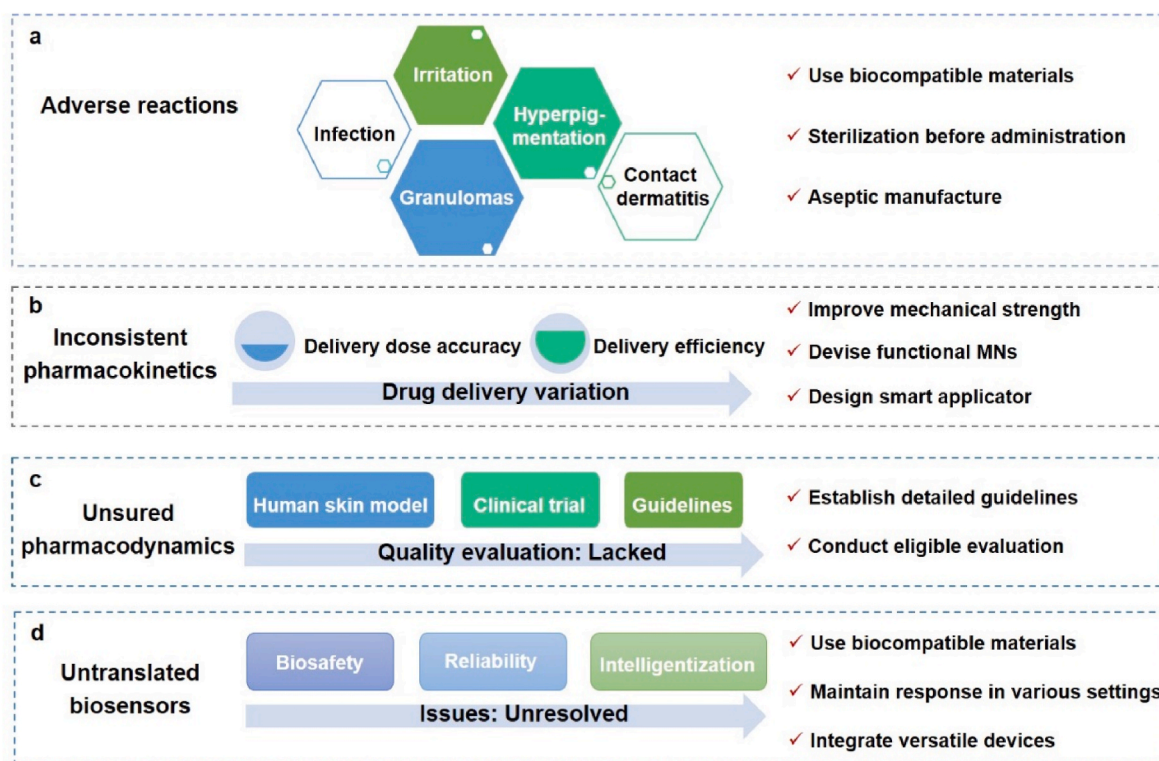 a
Adverse reactions
Irritation
Infection
Hyperpig-
mentation
Granulomas
Contact
dermatitis
✓ Use biocompatible materials
✓ Sterilization before administration
✓ Aseptic manufacture
b
Inconsistent
pharmacokinetics
Delivery dose accuracy
Delivery efficiency
Drug delivery variation
✓ Improve mechanical strength
✓ Devise functional MNs
✓ Design smart applicator
c
Unsured
pharmacodynamics
Human skin model
Clinical trial
Guidelines
Quality evaluation: Lacked
✓ Establish detailed guidelines
✓ Conduct eligible evaluation
d
Untranslated
biosensors
Biosafety
Reliability
Intelligentization
Issues: Unresolved
✓ Use biocompatible materials
✓ Maintain response in various settings
✓ Integrate versatile devices